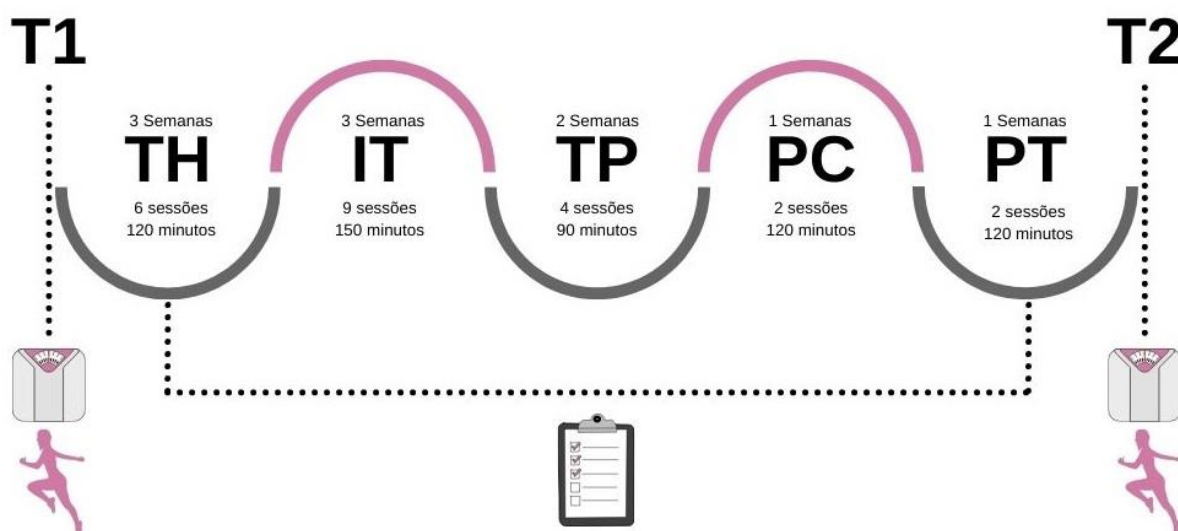 T1
T2
3 Semanas
TH
6 sessões
120 minutos
3 Semanas
IT
9 sessões
150 minutos
2 Semanas
TP
4 sessões
90 minutos
1 Semanas
PC
2 sessões
120 minutos
1 Semanas
PT
2 sessões
120 minutos